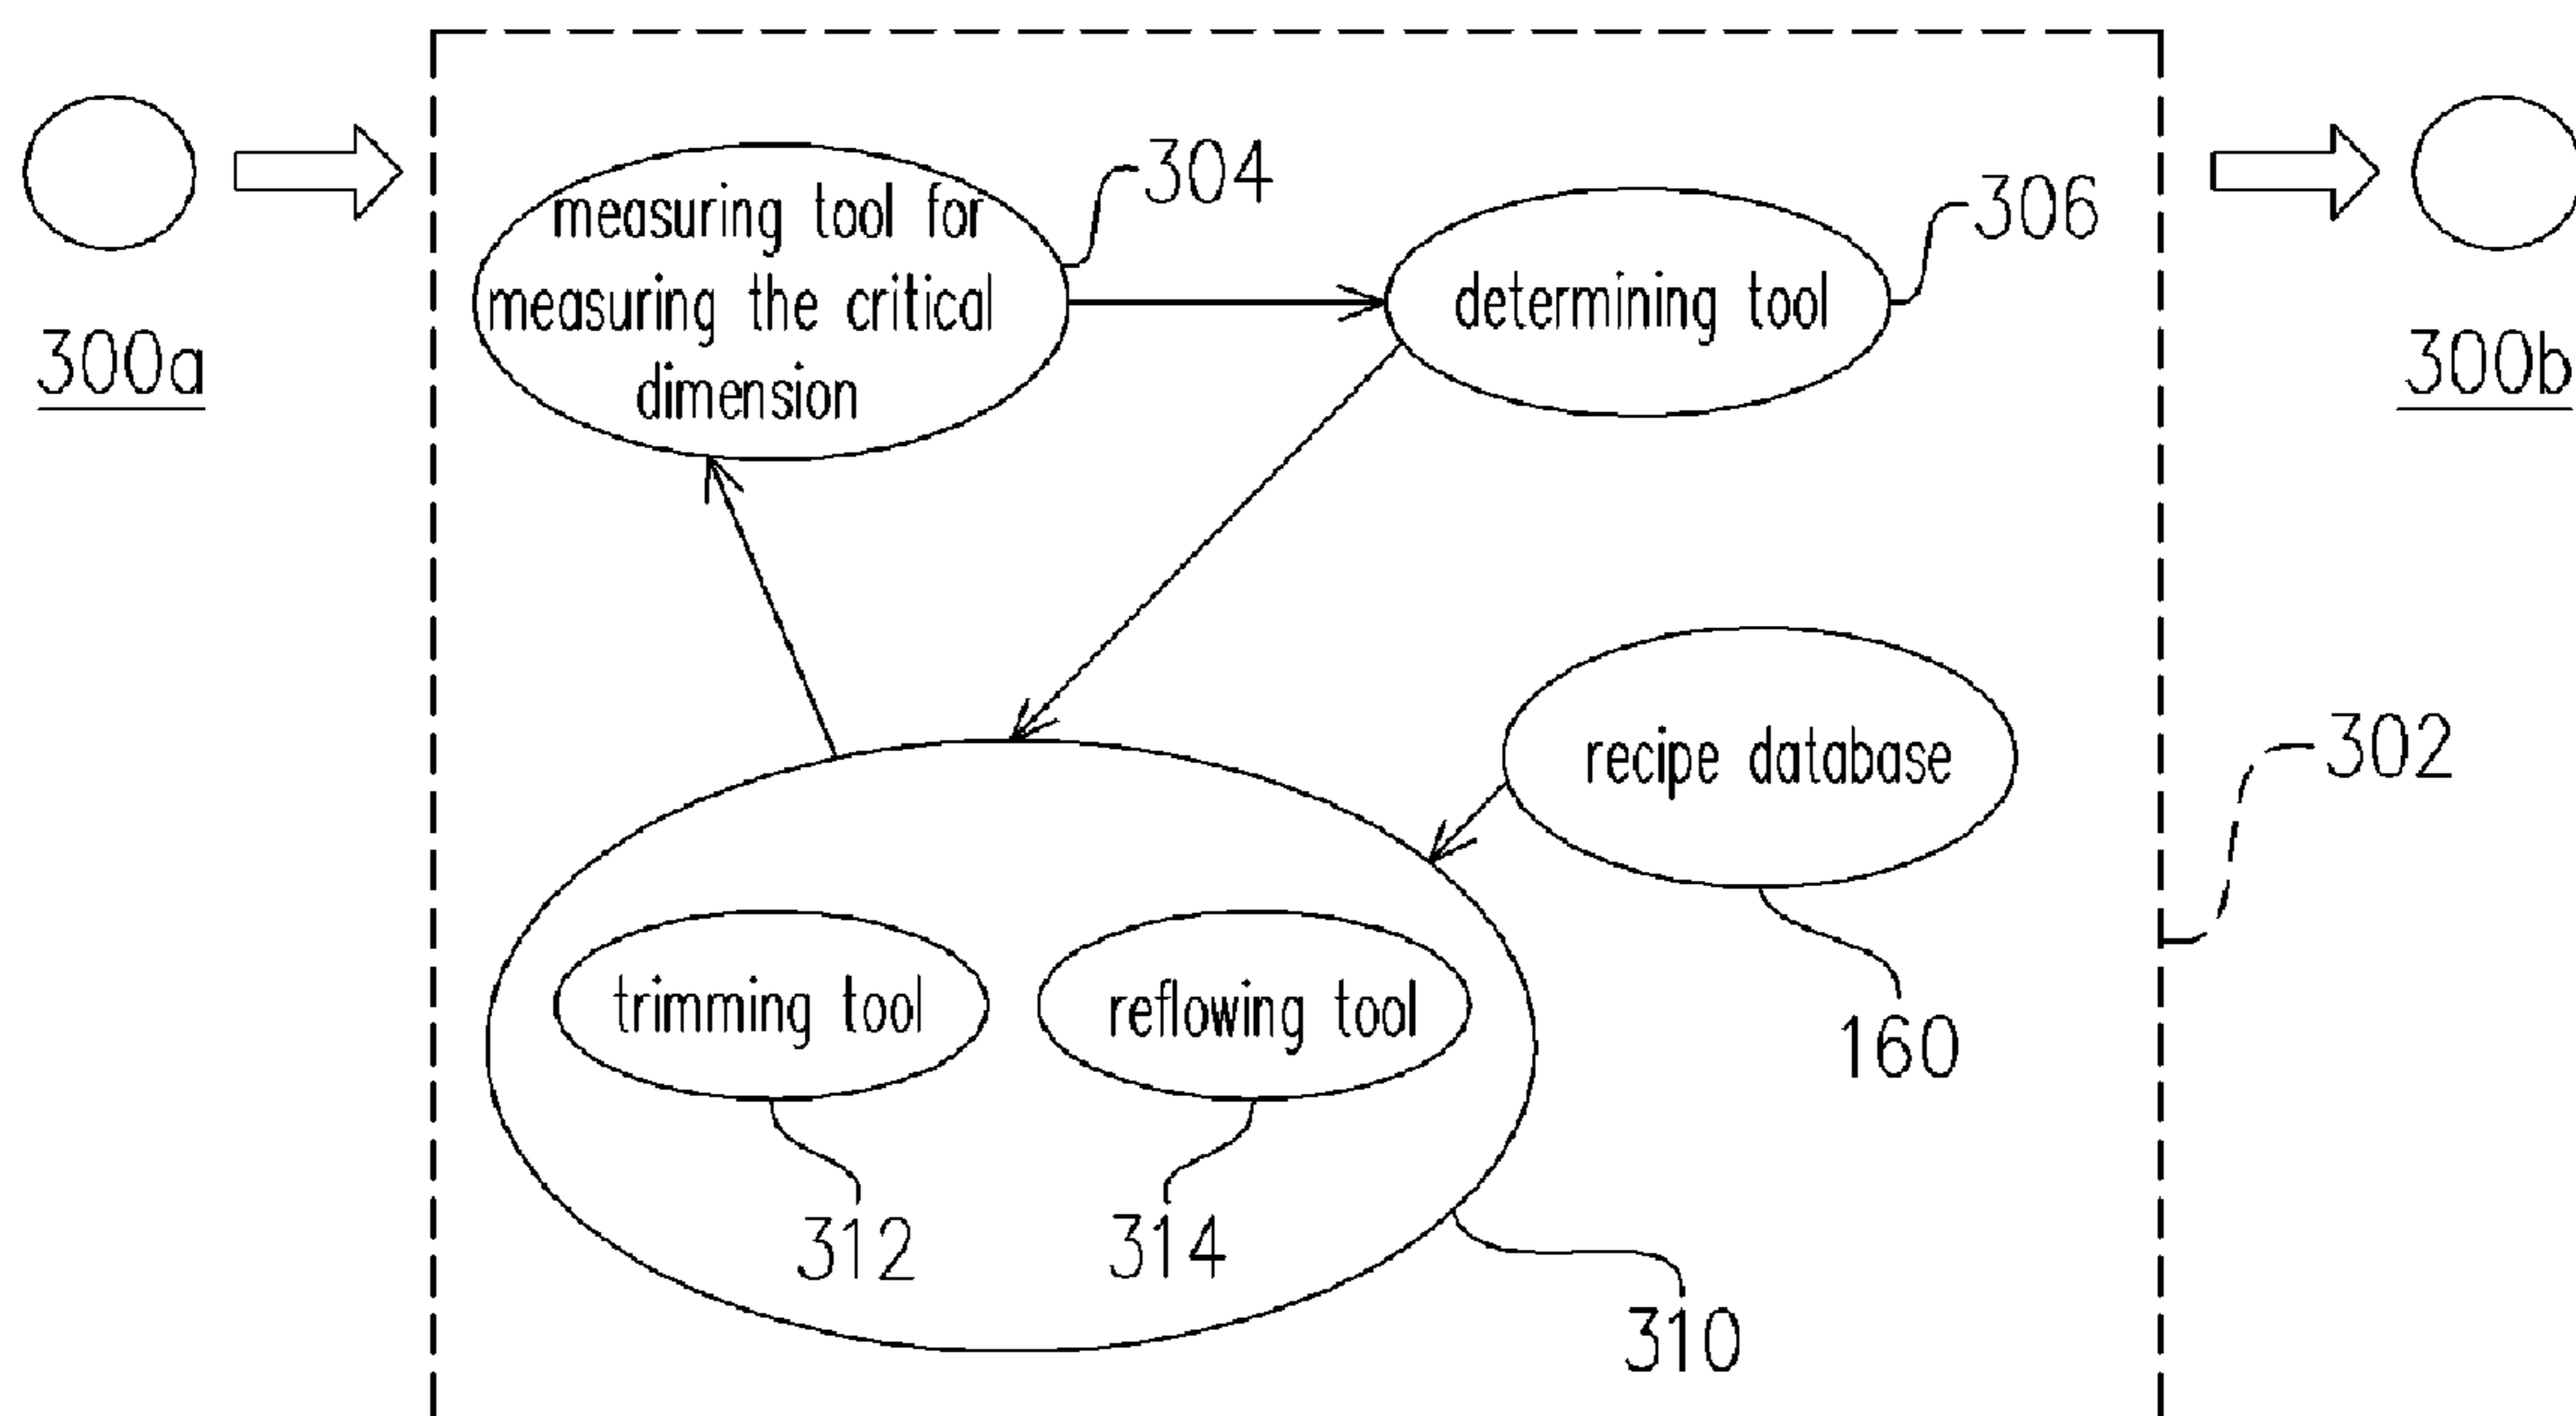 304
measuring tool for
measuring the critical
dimension
306
determining tool
300a
300b
recipe database
302
trimming tool
reflowing tool
160
312
314
310